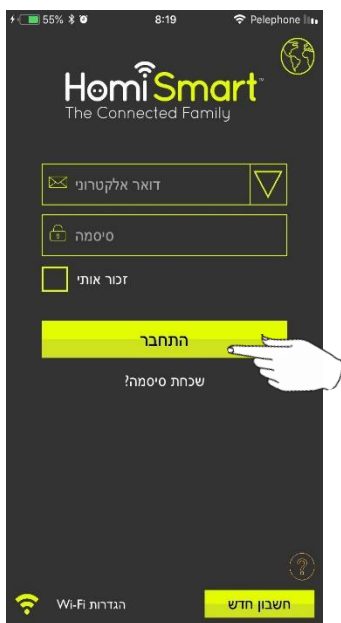 55% 8:19 Pelephone
HomiSmart™
The Connected Family
דואר אלקטרוני
סיסמה
זכור אותי
התחבר
שכחת סיסמה?
?
הגדרות Wi-Fi
חשבון חדש